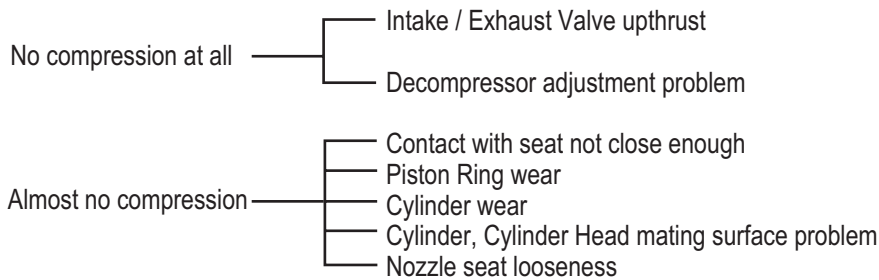 No compression at all
Intake / Exhaust Valve upthrust
Decompressor adjustment problem
Almost no compression
Contact with seat not close enough
Piston Ring wear
Cylinder wear
Cylinder, Cylinder Head mating surface problem
Nozzle seat looseness